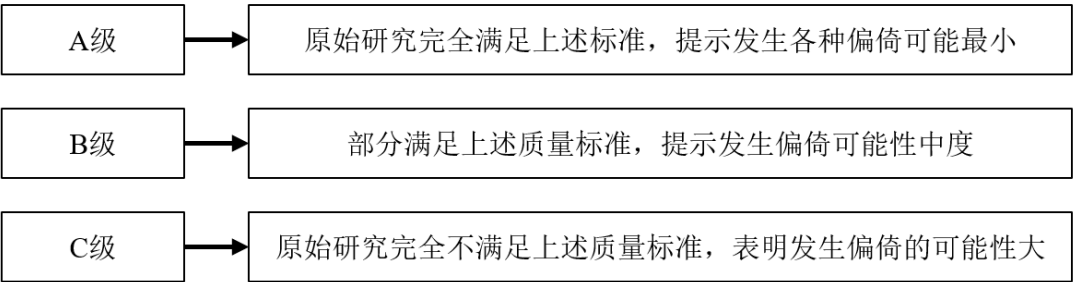 A级
原始研究完全满足上述标准，提示发生各种偏倚可能最小
B级
部分满足上述质量标准，提示发生偏倚可能性中度
C级
原始研究完全不满足上述质量标准，表明发生偏倚的可能性大